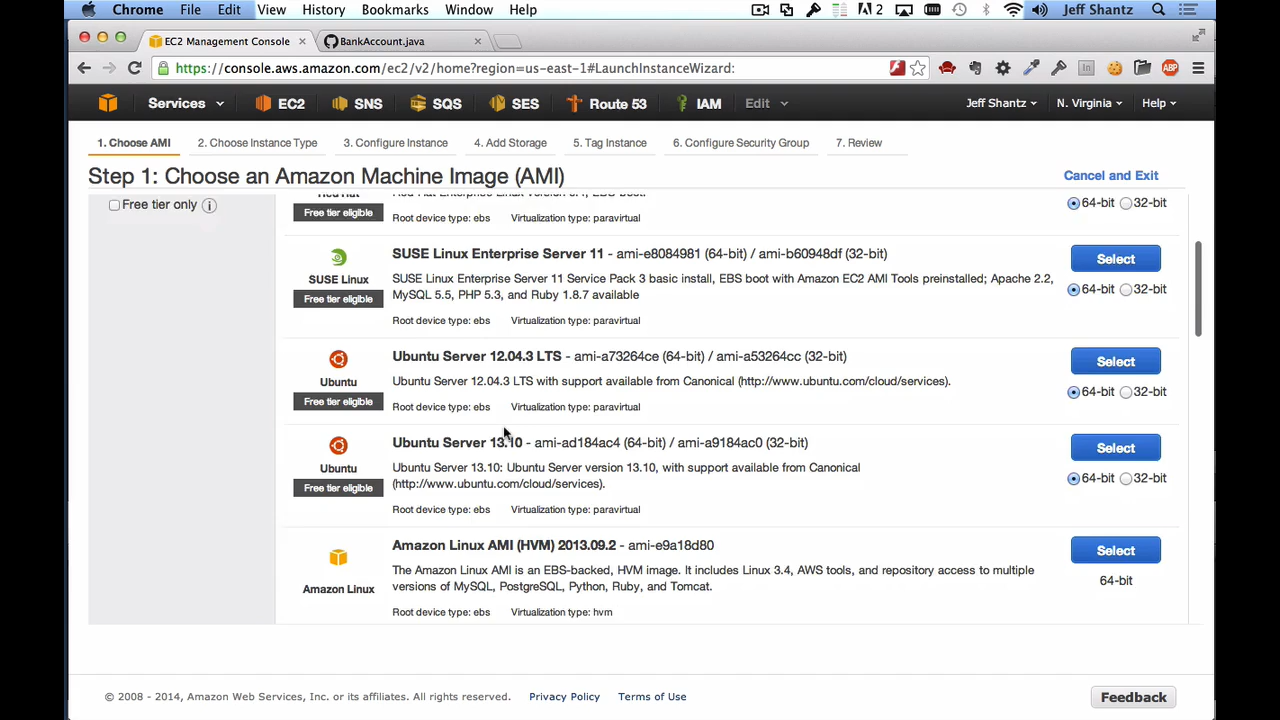 Chrome File Edit View History Bookmarks Window Help 2 Jeff Shantz
EC2 Management Console BankAccount.java
https://console.aws.amazon.com/ec2/v2/home?region=us-east-1#LaunchInstanceWizard:
Services EC2 SNS SQS SES Route 53 IAM Edit Jeff Shantz N. Virginia Help
1. Choose AMI 2. Choose Instance Type 3. Configure Instance 4. Add Storage 5. Tag Instance 6. Configure Security Group 7. Review
Step 1: Choose an Amazon Machine Image (AMI) Cancel and Exit
Free tier only
Red Hat
Free tier eligible
Root device type: ebs Virtualization type: paravirtual
64-bit 32-bit
SUSE Linux
Free tier eligible
SUSE Linux Enterprise Server 11 - ami-e8084981 (64-bit) / ami-b60948df (32-bit)
SUSE Linux Enterprise Server 11 Service Pack 3 basic install, EBS boot with Amazon EC2 AMI Tools preinstalled; Apache 2.2,
MySQL 5.5, PHP 5.3, and Ruby 1.8.7 available
Root device type: ebs Virtualization type: paravirtual
Select
64-bit 32-bit
Ubuntu
Free tier eligible
Ubuntu Server 12.04.3 LTS - ami-a73264ce (64-bit) / ami-a53264cc (32-bit)
Ubuntu Server 12.04.3 LTS with support available from Canonical (http://www.ubuntu.com/cloud/services).
Root device type: ebs Virtualization type: paravirtual
Select
64-bit 32-bit
Ubuntu
Free tier eligible
Ubuntu Server 13.10 - ami-ad184ac4 (64-bit) / ami-a9184ac0 (32-bit)
Ubuntu Server 13.10: Ubuntu Server version 13.10, with support available from Canonical
(http://www.ubuntu.com/cloud/services).
Root device type: ebs Virtualization type: paravirtual
Select
64-bit 32-bit
Amazon Linux
Amazon Linux AMI (HVM) 2013.09.2 - ami-e9a18d80
The Amazon Linux AMI is an EBS-backed, HVM image. It includes Linux 3.4, AWS tools, and repository access to multiple
versions of MySQL, PostgreSQL, Python, Ruby, and Tomcat.
Root device type: ebs Virtualization type: hvm
Select
64-bit
© 2008 - 2014, Amazon Web Services, Inc. or its affiliates. All rights reserved. Privacy Policy Terms of Use Feedback